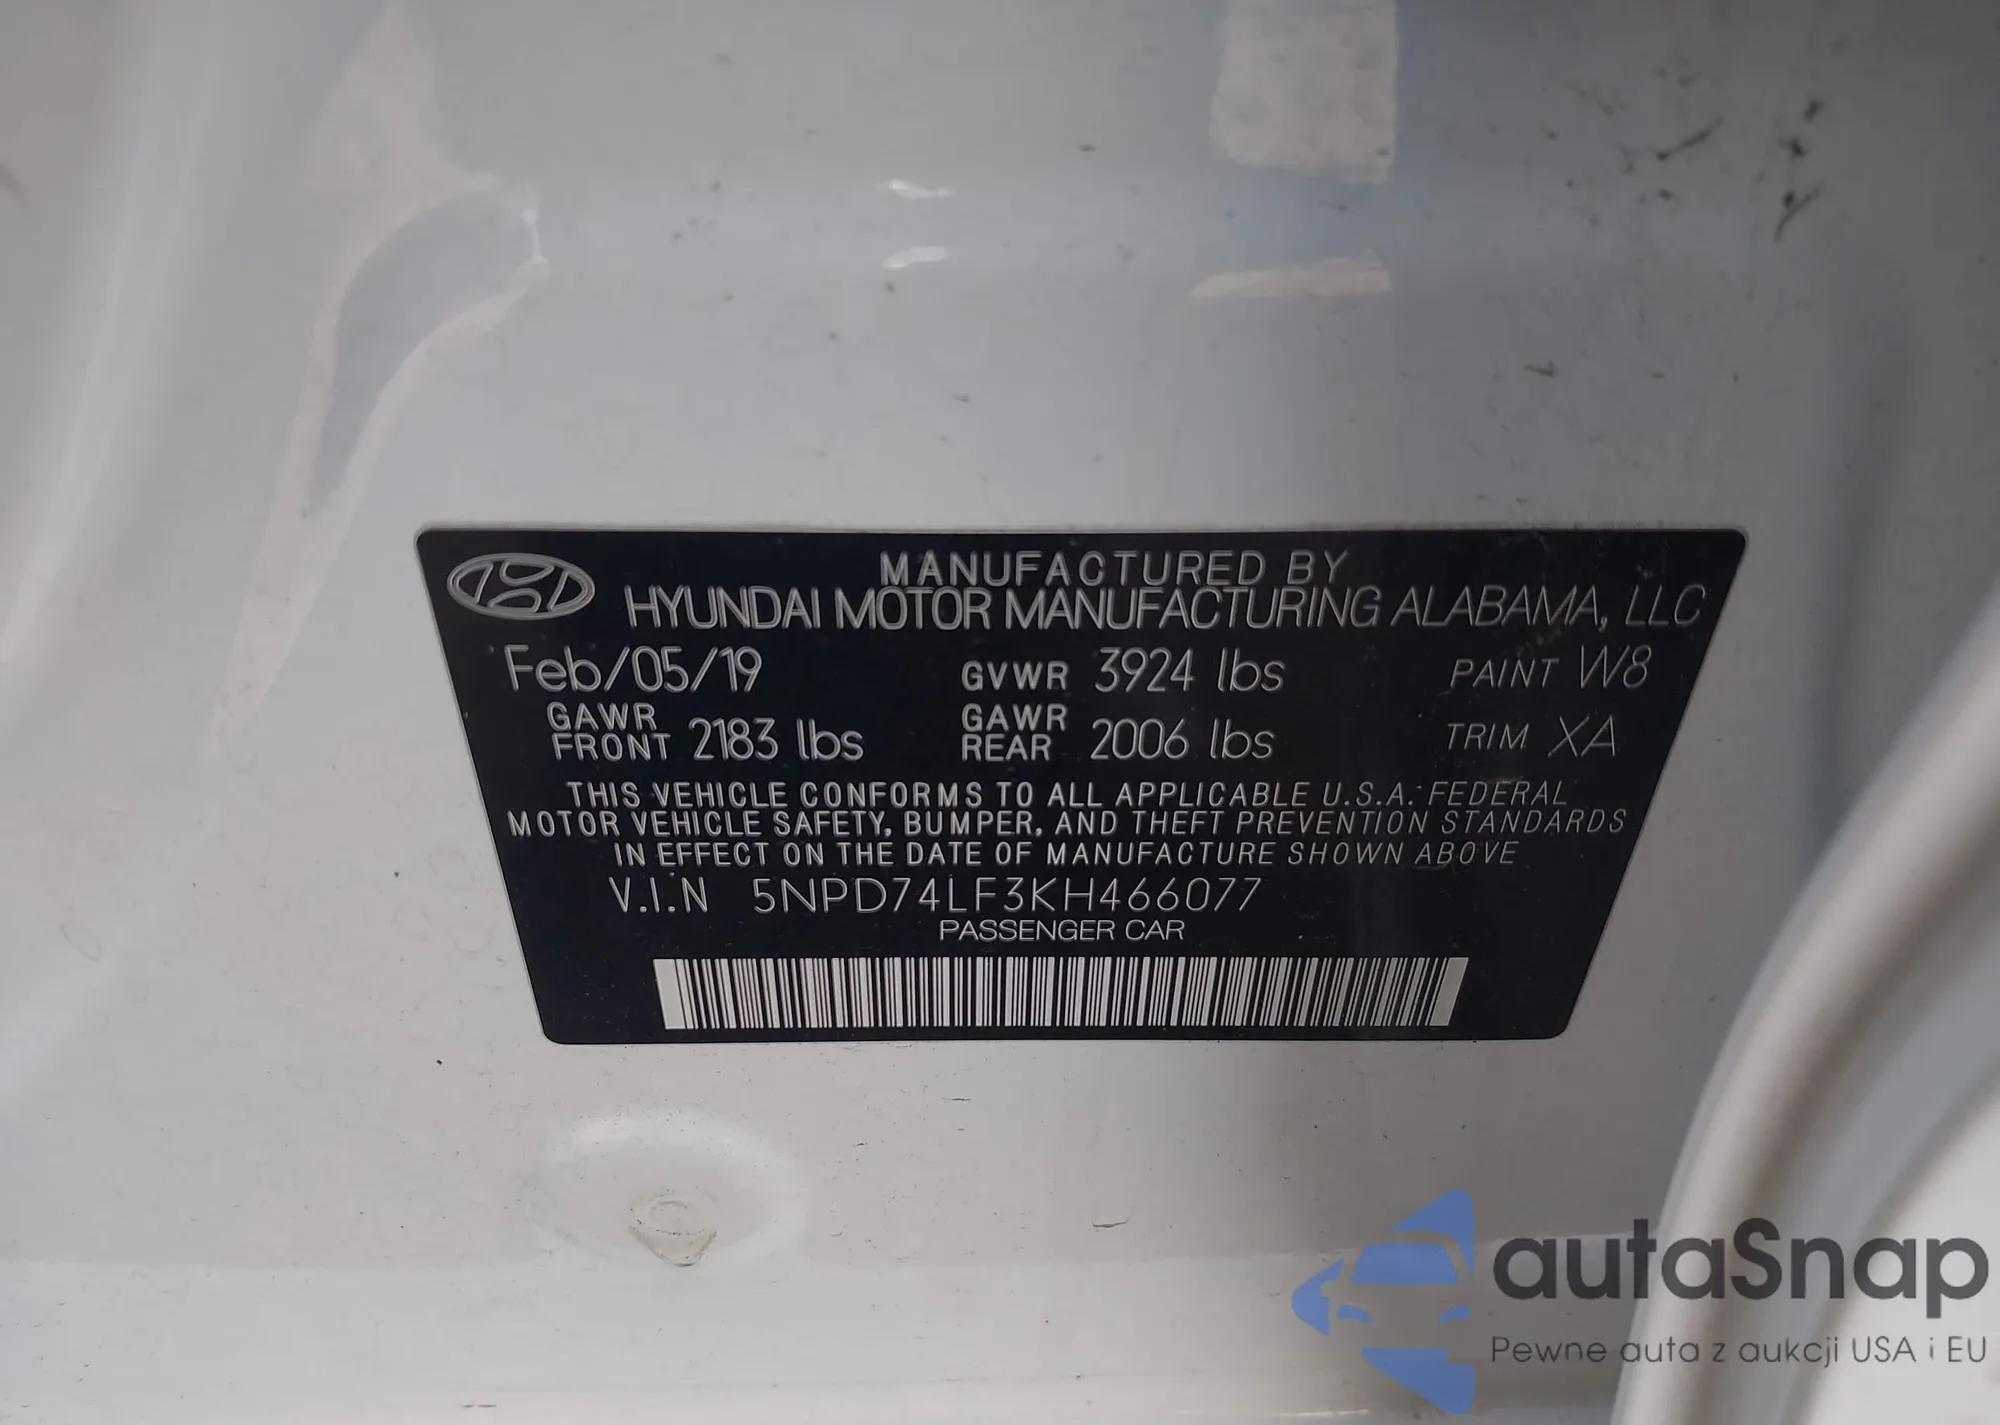 MANUFACTURED BY
HYUNDAI MOTOR MANUFACTURING ALABAMA, LLC
Feb/05/19 GVWR 3924 lbs PAINT W8
GAWR FRONT 2183 lbs GAWR REAR 2006 lbs TRIM XA
THIS VEHICLE CONFORMS TO ALL APPLICABLE U.S.A. FEDERAL
MOTOR VEHICLE SAFETY, BUMPER, AND THEFT PREVENTION STANDARDS
IN EFFECT ON THE DATE OF MANUFACTURE SHOWN ABOVE
V.I.N 5NPD74LF3KH466077
PASSENGER CAR
autaSnap
Pewne auta z aukcji USA i EU